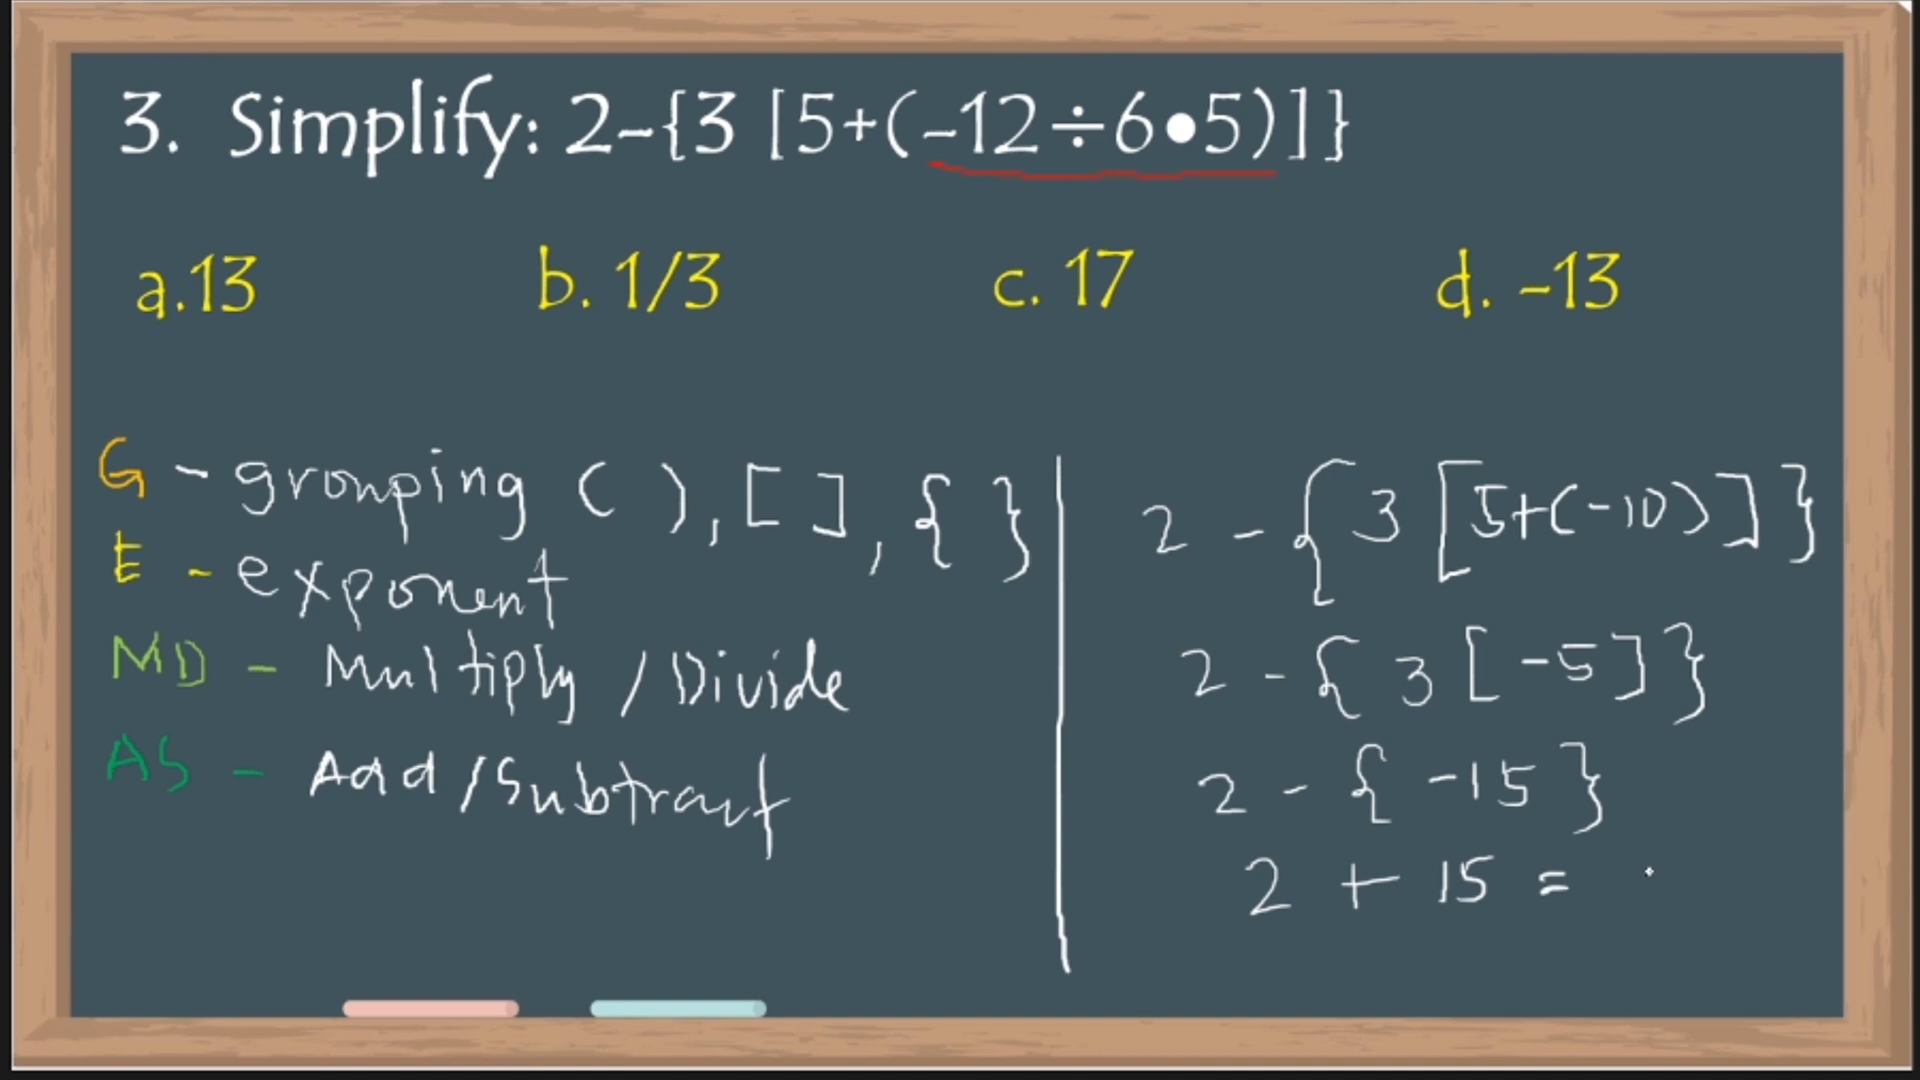 3. Simplify: 2-{3 [5+(-12÷6•5)]}
a.13 b. 1/3 c. 17 d. -13
G - grouping ( ), [ ], { }
E - exponent
MD - Multiply / Divide
AS - Add/Subtract
2 - { 3 [5+(-10)] }
2 - { 3 [ -5] }
2 - { -15 }
2 + 15 =